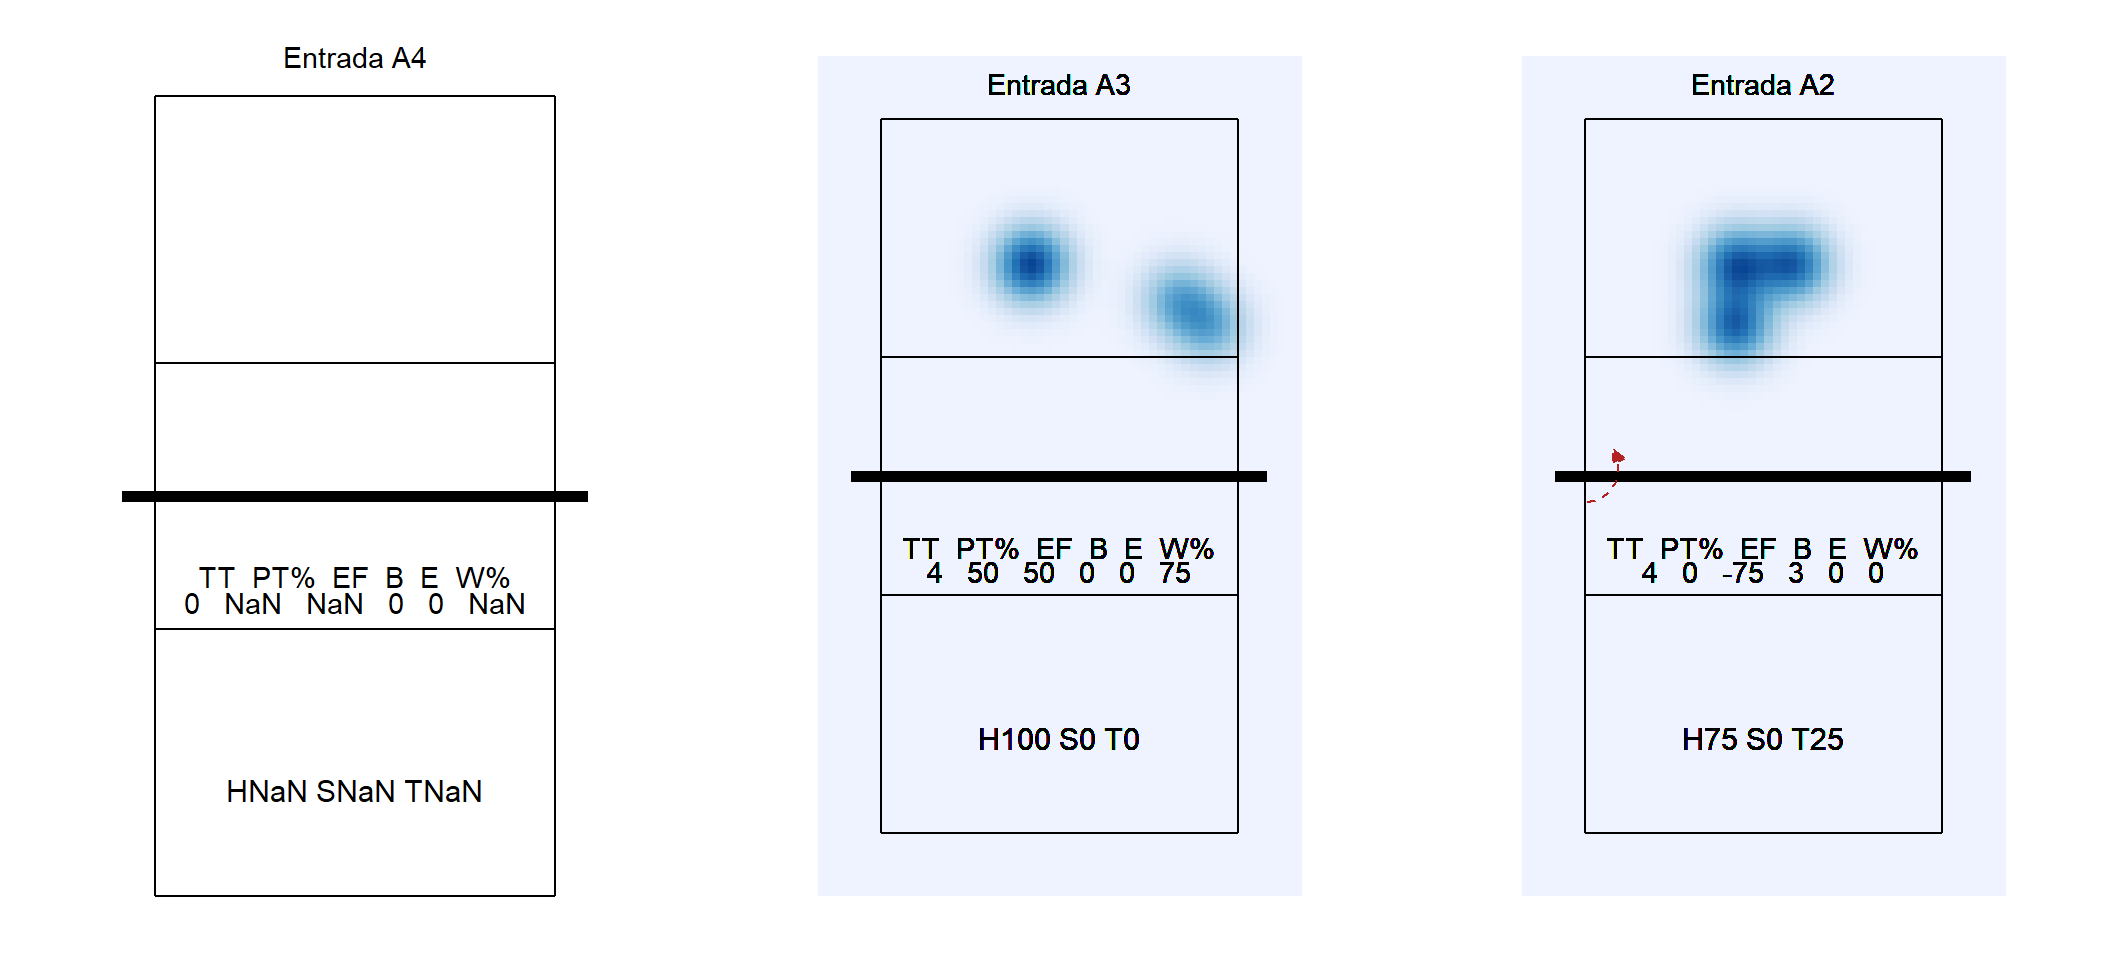 Entrada A4
TT PT% EF B E W%
0 NaN NaN 0 0 NaN
HNaN SNaN TNaN
Entrada A3
TT PT% EF B E W%
4 50 50 0 0 75
H100 S0 T0
Entrada A2
TT PT% EF B E W%
4 0 -75 3 0 0
H75 S0 T25